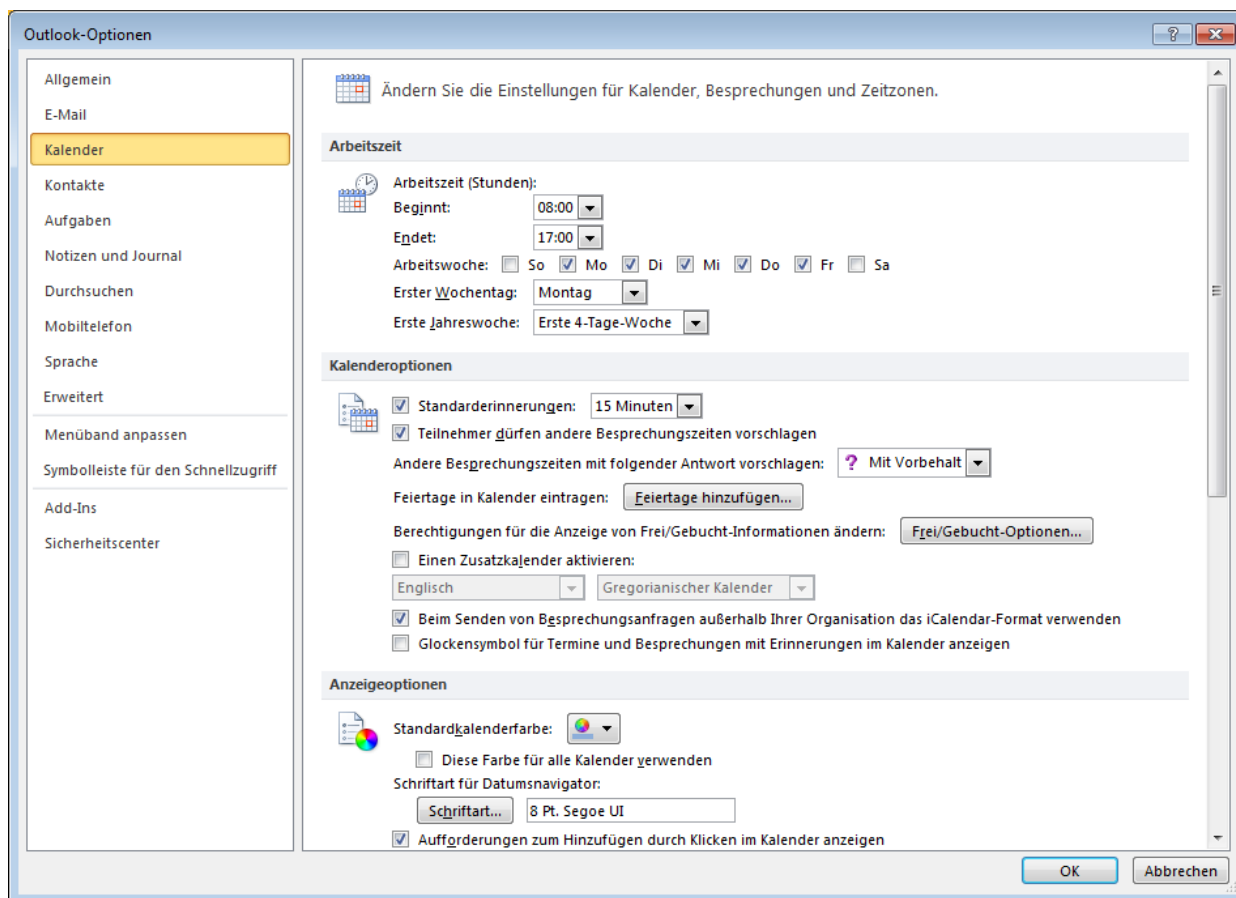 Outlook-Optionen
Allgemein
E-Mail
Kalender
Kontakte
Aufgaben
Notizen und Journal
Durchsuchen
Mobiltelefon
Sprache
Erweitert
Menüband anpassen
Symbolleiste für den Schnellzugriff
Add-Ins
Sicherheitscenter
Ändern Sie die Einstellungen für Kalender, Besprechungen und Zeitzonen.
Arbeitszeit
Arbeitszeit (Stunden):
Beginnt: 08:00
Endet: 17:00
Arbeitswoche: So Mo Di Mi Do Fr Sa
Erster Wochentag: Montag
Erste Jahreswoche: Erste 4-Tage-Woche
Kalenderoptionen
Standarderinnerungen: 15 Minuten
Teilnehmer dürfen andere Besprechungszeiten vorschlagen
Andere Besprechungszeiten mit folgender Antwort vorschlagen: ? Mit Vorbehalt
Feiertage in Kalender eintragen: Feiertage hinzufügen...
Berechtigungen für die Anzeige von Frei/Gebucht-Informationen ändern: Frei/Gebucht-Optionen...
Einen Zusatzkalender aktivieren:
Englisch Gregorianischer Kalender
Beim Senden von Besprechungsanfragen außerhalb Ihrer Organisation das iCalendar-Format verwenden
Glockensymbol für Termine und Besprechungen mit Erinnerungen im Kalender anzeigen
Anzeigeoptionen
Standardkalenderfarbe:
Diese Farbe für alle Kalender verwenden
Schriftart für Datumsnavigator:
Schriftart... 8 Pt. Segoe UI
Aufforderungen zum Hinzufügen durch Klicken im Kalender anzeigen
OK Abbrechen